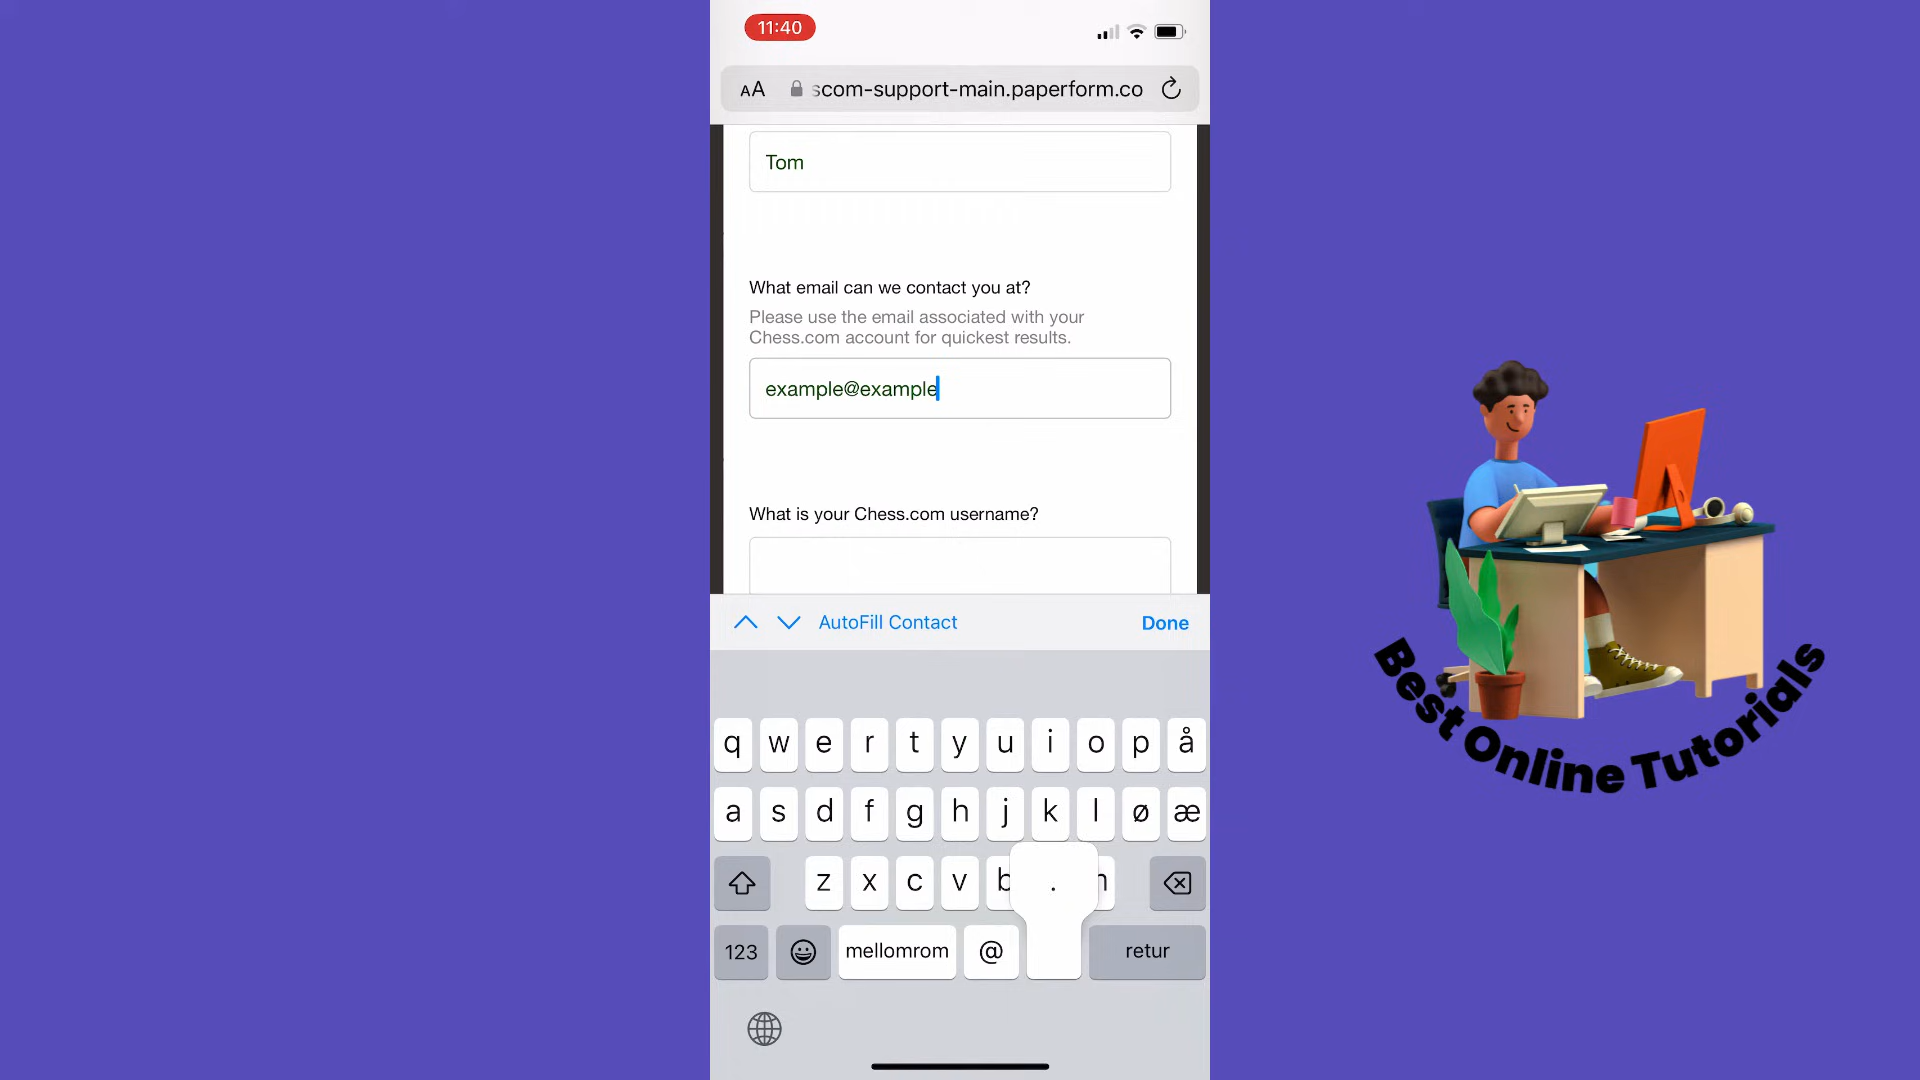 11:40
AA scom-support-main.paperform.co
Tom
What email can we contact you at?
Please use the email associated with your
Chess.com account for quickest results.
example@example
What is your Chess.com username?
AutoFill Contact Done
q w e r t y u i o p å
a s d f g h j k l ø æ
z x c v b .
123 mellomrom @ retur
Best Online Tutorials